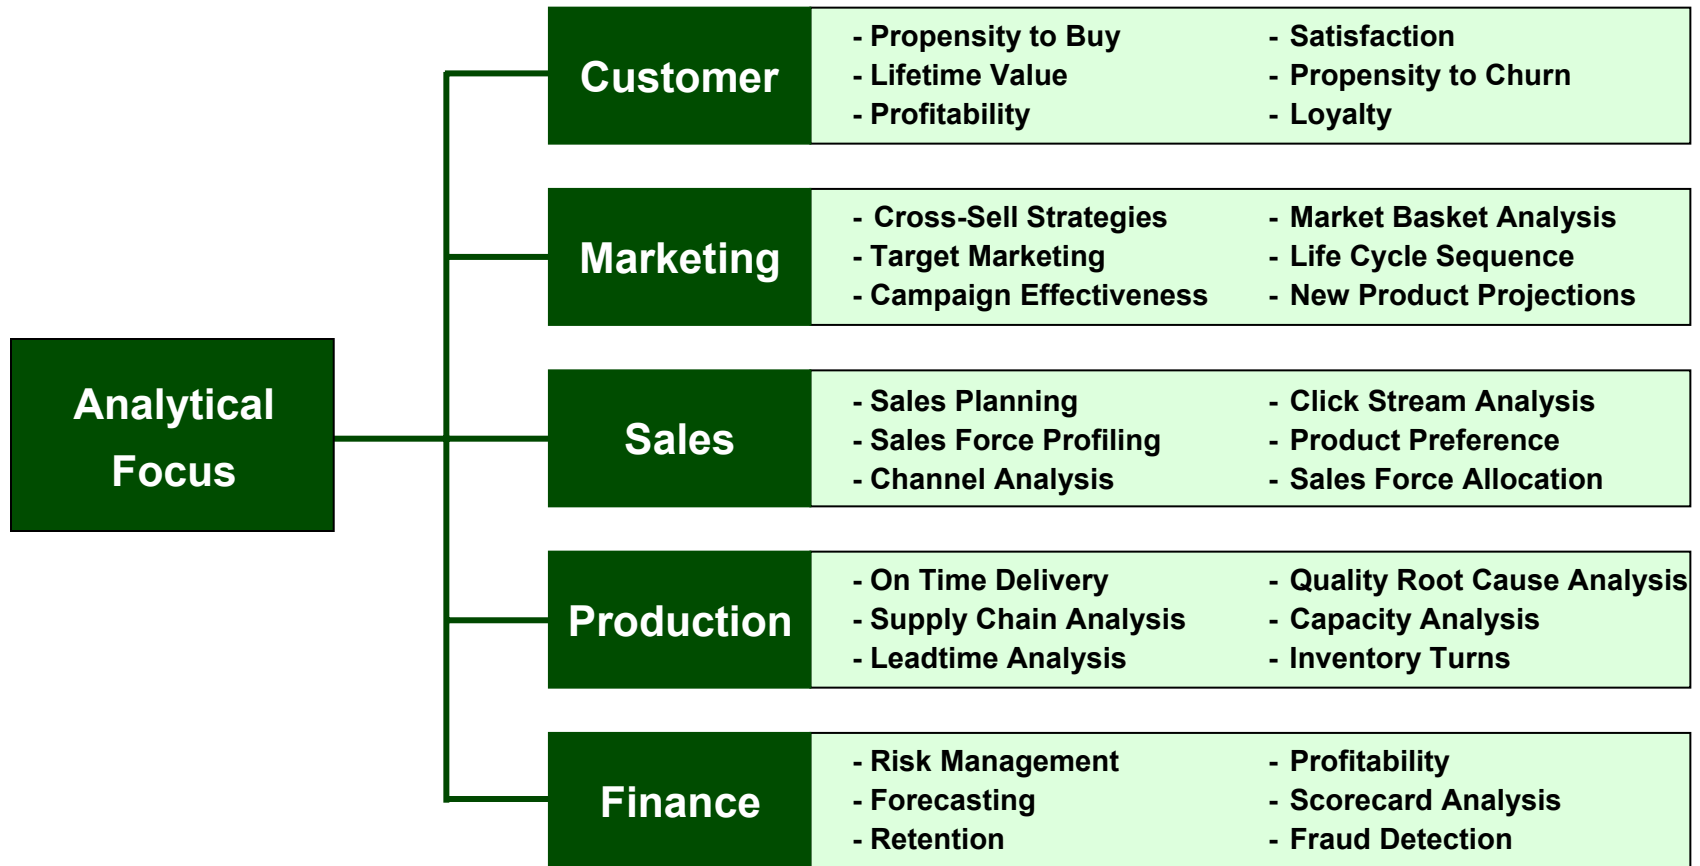 Analytical
Focus
Customer
- Propensity to Buy
- Lifetime Value
- Profitability
- Satisfaction
- Propensity to Churn
- Loyalty
Marketing
- Cross-Sell Strategies
- Target Marketing
- Campaign Effectiveness
- Market Basket Analysis
- Life Cycle Sequence
- New Product Projections
Sales
- Sales Planning
- Sales Force Profiling
- Channel Analysis
- Click Stream Analysis
- Product Preference
- Sales Force Allocation
Production
- On Time Delivery
- Supply Chain Analysis
- Leadtime Analysis
- Quality Root Cause Analysis
- Capacity Analysis
- Inventory Turns
Finance
- Risk Management
- Forecasting
- Retention
- Profitability
- Scorecard Analysis
- Fraud Detection